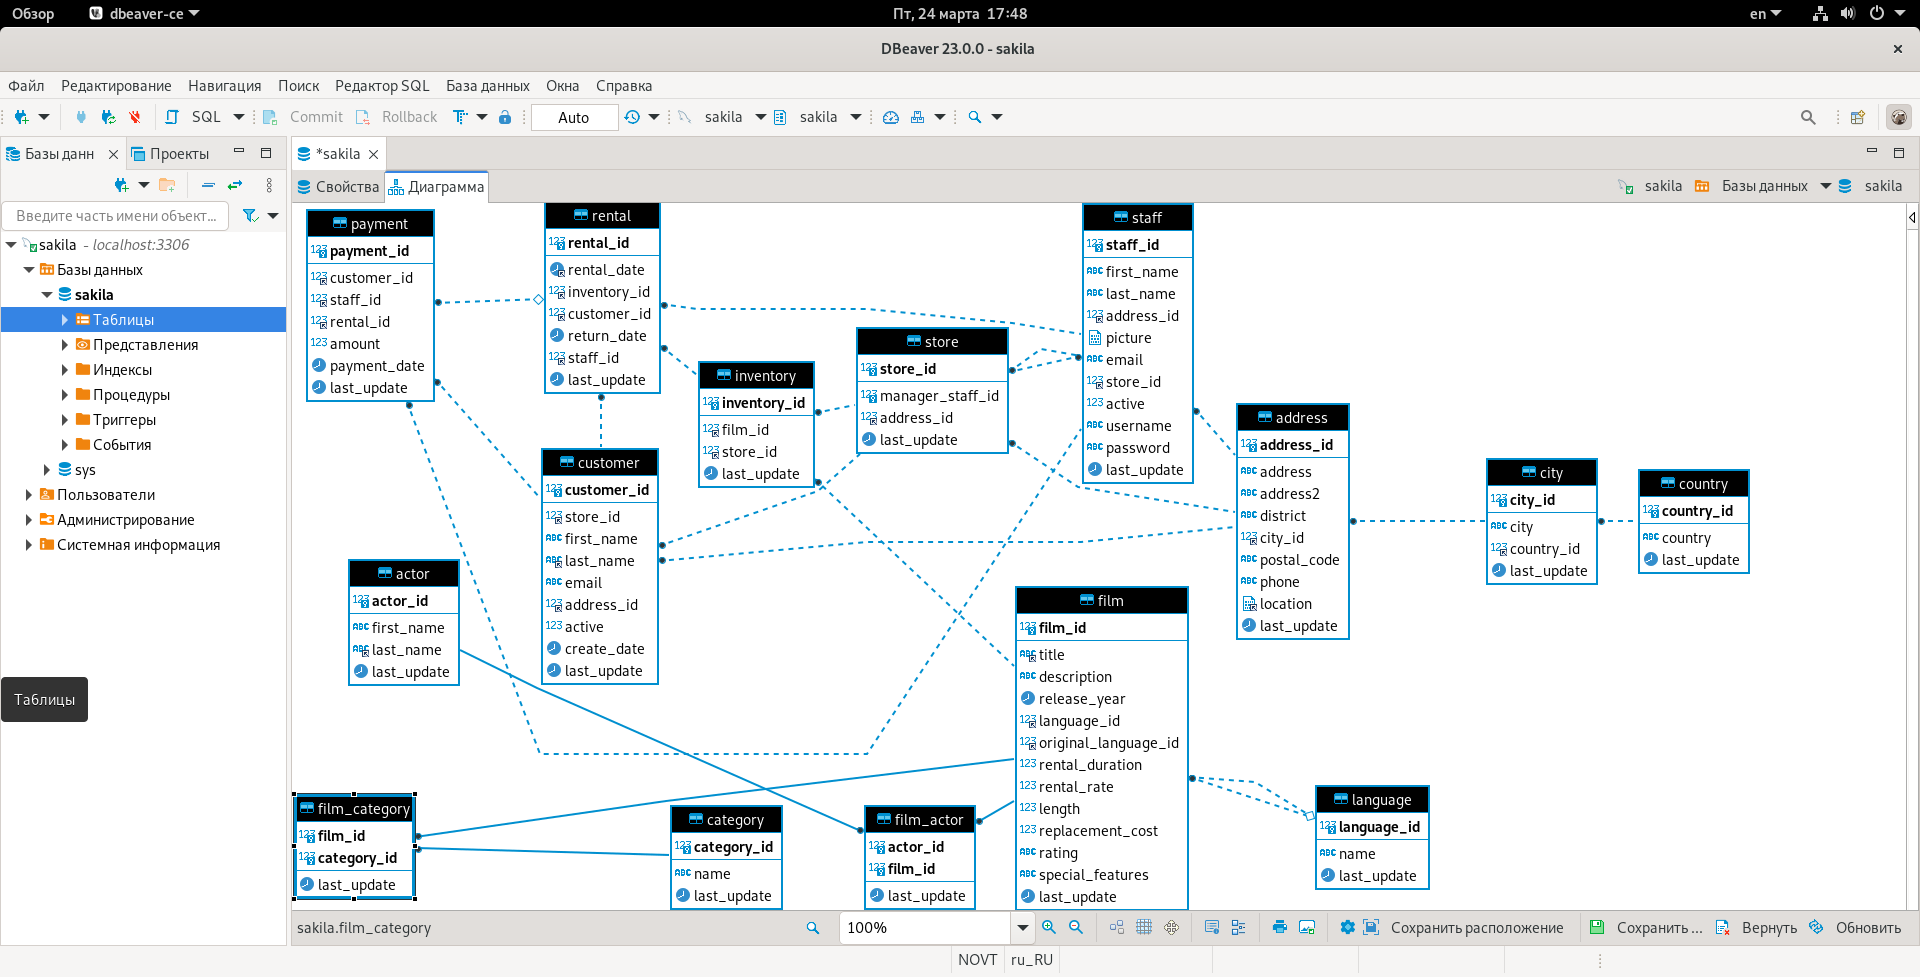 Обзор dbeaver-ce Пт, 24 марта 17:48 en
DBeaver 23.0.0 - sakila
Файл Редактирование Навигация Поиск Редактор SQL База данных Окна Справка
SQL Commit Rollback Auto sakila sakila
Базы данн Проекты
Введите часть имени объект...
sakila - localhost:3306
Базы данных
sakila
Таблицы
Представления
Индексы
Процедуры
Триггеры
События
sys
Пользователи
Администрирование
Системная информация
Таблицы
*sakila
Свойства Диаграмма
sakila Базы данных sakila
payment
payment_id
customer_id
staff_id
rental_id
amount
payment_date
last_update
rental
rental_id
rental_date
inventory_id
customer_id
return_date
staff_id
last_update
staff
staff_id
first_name
last_name
address_id
picture
email
store_id
active
username
password
last_update
store
store_id
manager_staff_id
address_id
last_update
inventory
inventory_id
film_id
store_id
last_update
address
address_id
address
address2
district
city_id
postal_code
phone
location
last_update
customer
customer_id
store_id
first_name
last_name
email
address_id
active
create_date
last_update
city
city_id
city
country_id
last_update
country
country_id
country
last_update
actor
actor_id
first_name
last_name
last_update
film
film_id
title
description
release_year
language_id
original_language_id
rental_duration
rental_rate
length
replacement_cost
rating
special_features
last_update
language
language_id
name
last_update
film_category
film_id
category_id
last_update
category
category_id
name
last_update
film_actor
actor_id
film_id
last_update
sakila.film_category 100% Сохранить расположение Сохранить ... Вернуть Обновить
NOVT ru_RU